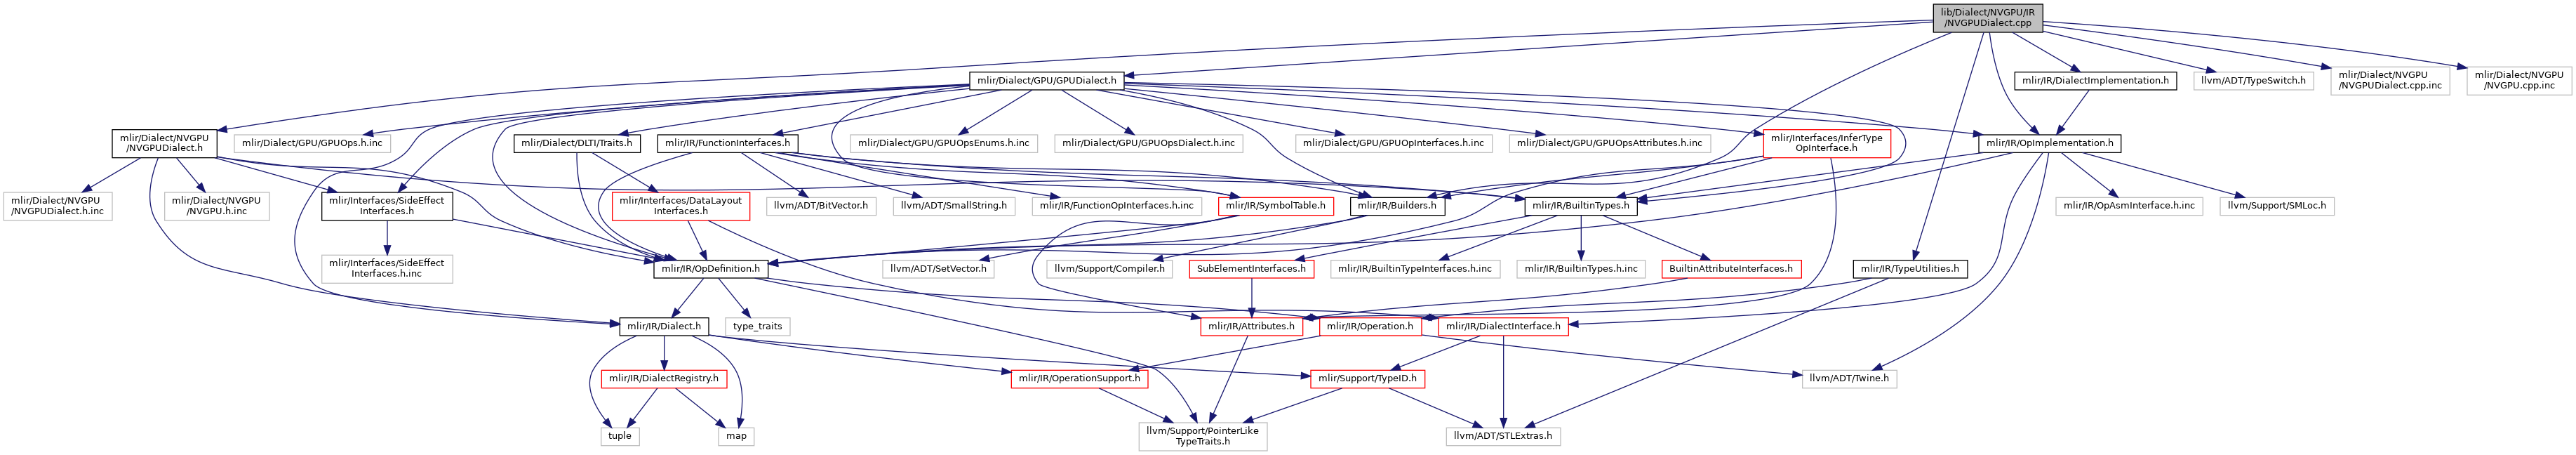 lib/Dialect/NVGPU/IR
/NVGPUDialect.cpp
mlir/Dialect/GPU/GPUDialect.h
mlir/IR/DialectImplementation.h
llvm/ADT/TypeSwitch.h
mlir/Dialect/NVGPU
/NVGPUDialect.cpp.inc
mlir/Dialect/NVGPU
/NVGPU.cpp.inc
mlir/Dialect/NVGPU
/NVGPUDialect.h
mlir/Dialect/GPU/GPUOps.h.inc
mlir/Dialect/DLTI/Traits.h
mlir/IR/FunctionInterfaces.h
mlir/Dialect/GPU/GPUOpsEnums.h.inc
mlir/Dialect/GPU/GPUOpsDialect.h.inc
mlir/Dialect/GPU/GPUOpInterfaces.h.inc
mlir/Dialect/GPU/GPUOpsAttributes.h.inc
mlir/Interfaces/InferType
OpInterface.h
mlir/IR/OpImplementation.h
mlir/Dialect/NVGPU
/NVGPUDialect.h.inc
mlir/Dialect/NVGPU
/NVGPU.h.inc
mlir/Interfaces/SideEffect
Interfaces.h
mlir/Interfaces/DataLayout
Interfaces.h
llvm/ADT/BitVector.h
llvm/ADT/SmallString.h
mlir/IR/FunctionOpInterfaces.h.inc
mlir/IR/SymbolTable.h
mlir/IR/Builders.h
mlir/IR/BuiltinTypes.h
mlir/IR/OpAsmInterface.h.inc
llvm/Support/SMLoc.h
mlir/Interfaces/SideEffect
Interfaces.h.inc
mlir/IR/OpDefinition.h
llvm/ADT/SetVector.h
llvm/Support/Compiler.h
SubElementInterfaces.h
mlir/IR/BuiltinTypeInterfaces.h.inc
mlir/IR/BuiltinTypes.h.inc
BuiltinAttributeInterfaces.h
mlir/IR/TypeUtilities.h
mlir/IR/Dialect.h
type_traits
mlir/IR/Attributes.h
mlir/IR/Operation.h
mlir/IR/DialectInterface.h
mlir/IR/DialectRegistry.h
mlir/IR/OperationSupport.h
mlir/Support/TypeID.h
llvm/ADT/Twine.h
tuple
map
llvm/Support/PointerLike
TypeTraits.h
llvm/ADT/STLExtras.h